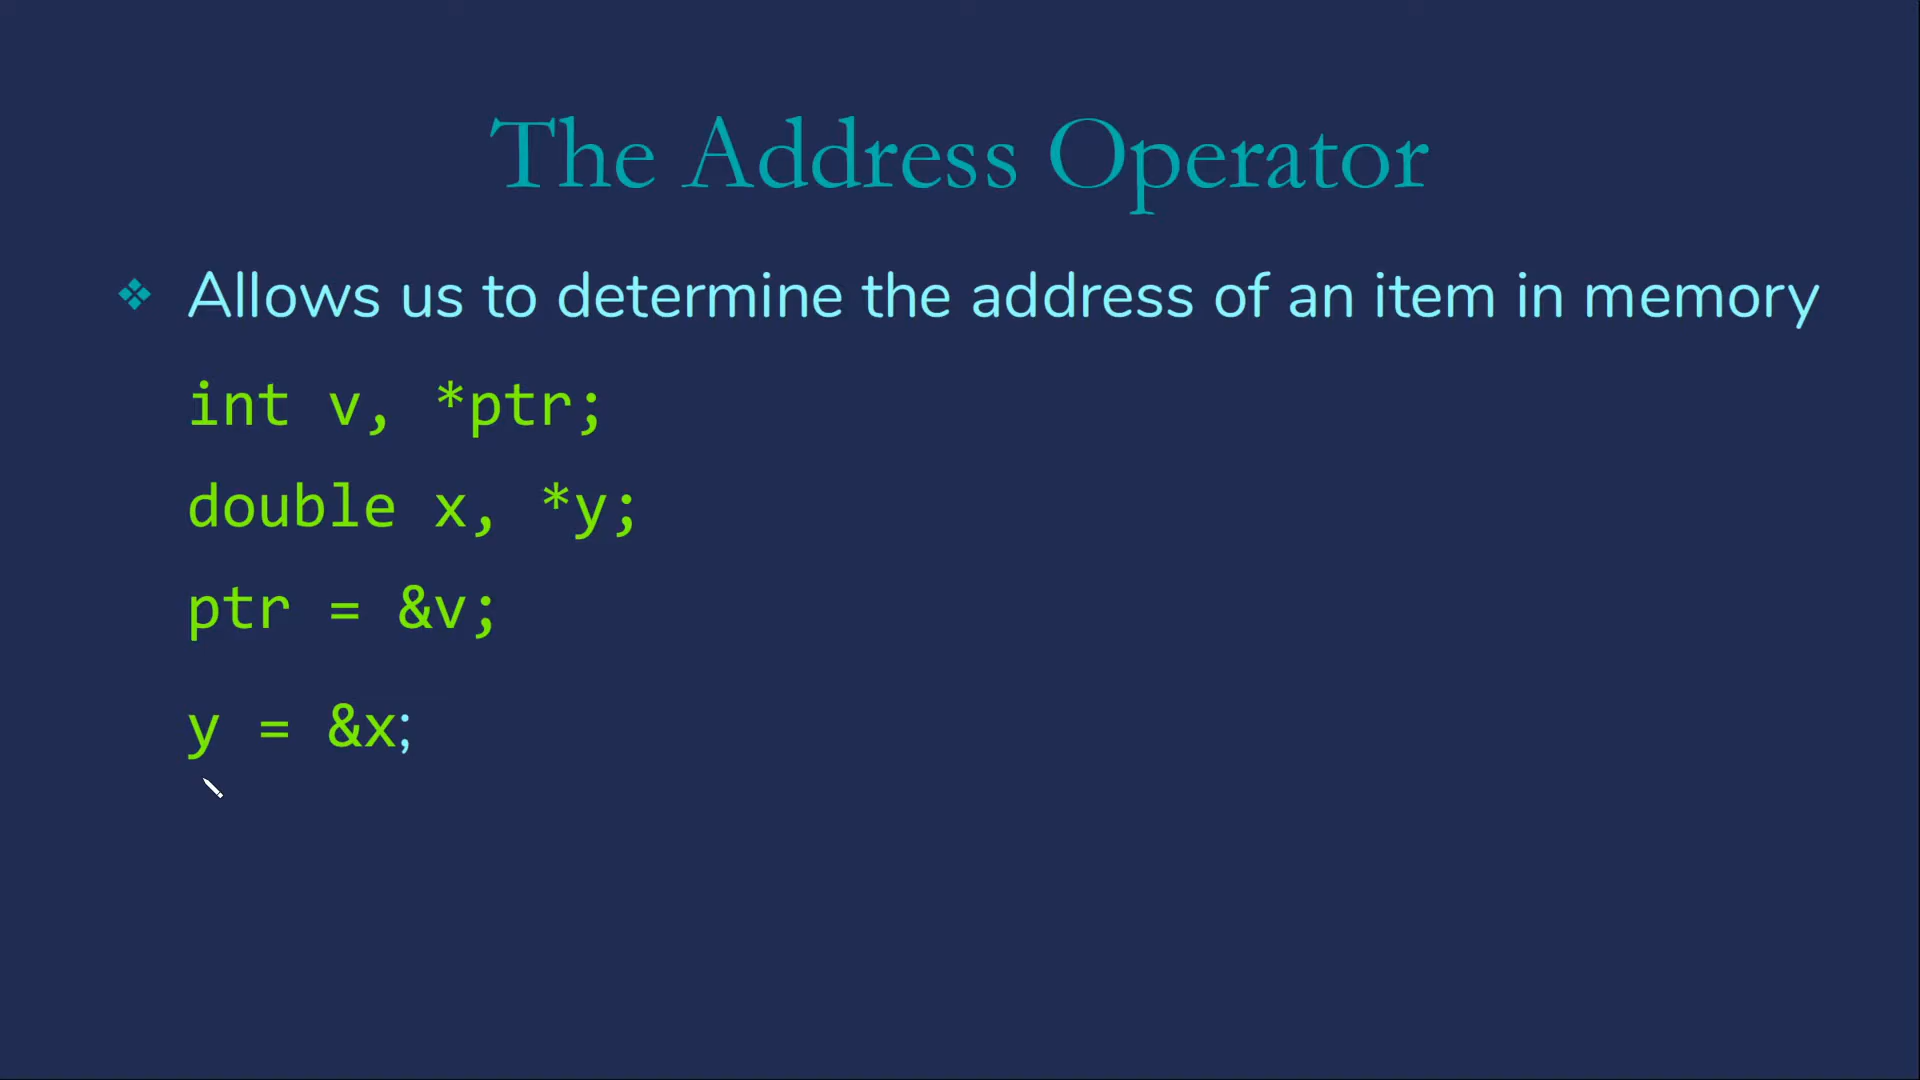 The Address Operator
❖ Allows us to determine the address of an item in memory
int v, *ptr;
double x, *y;
ptr = &v;
y = &x;